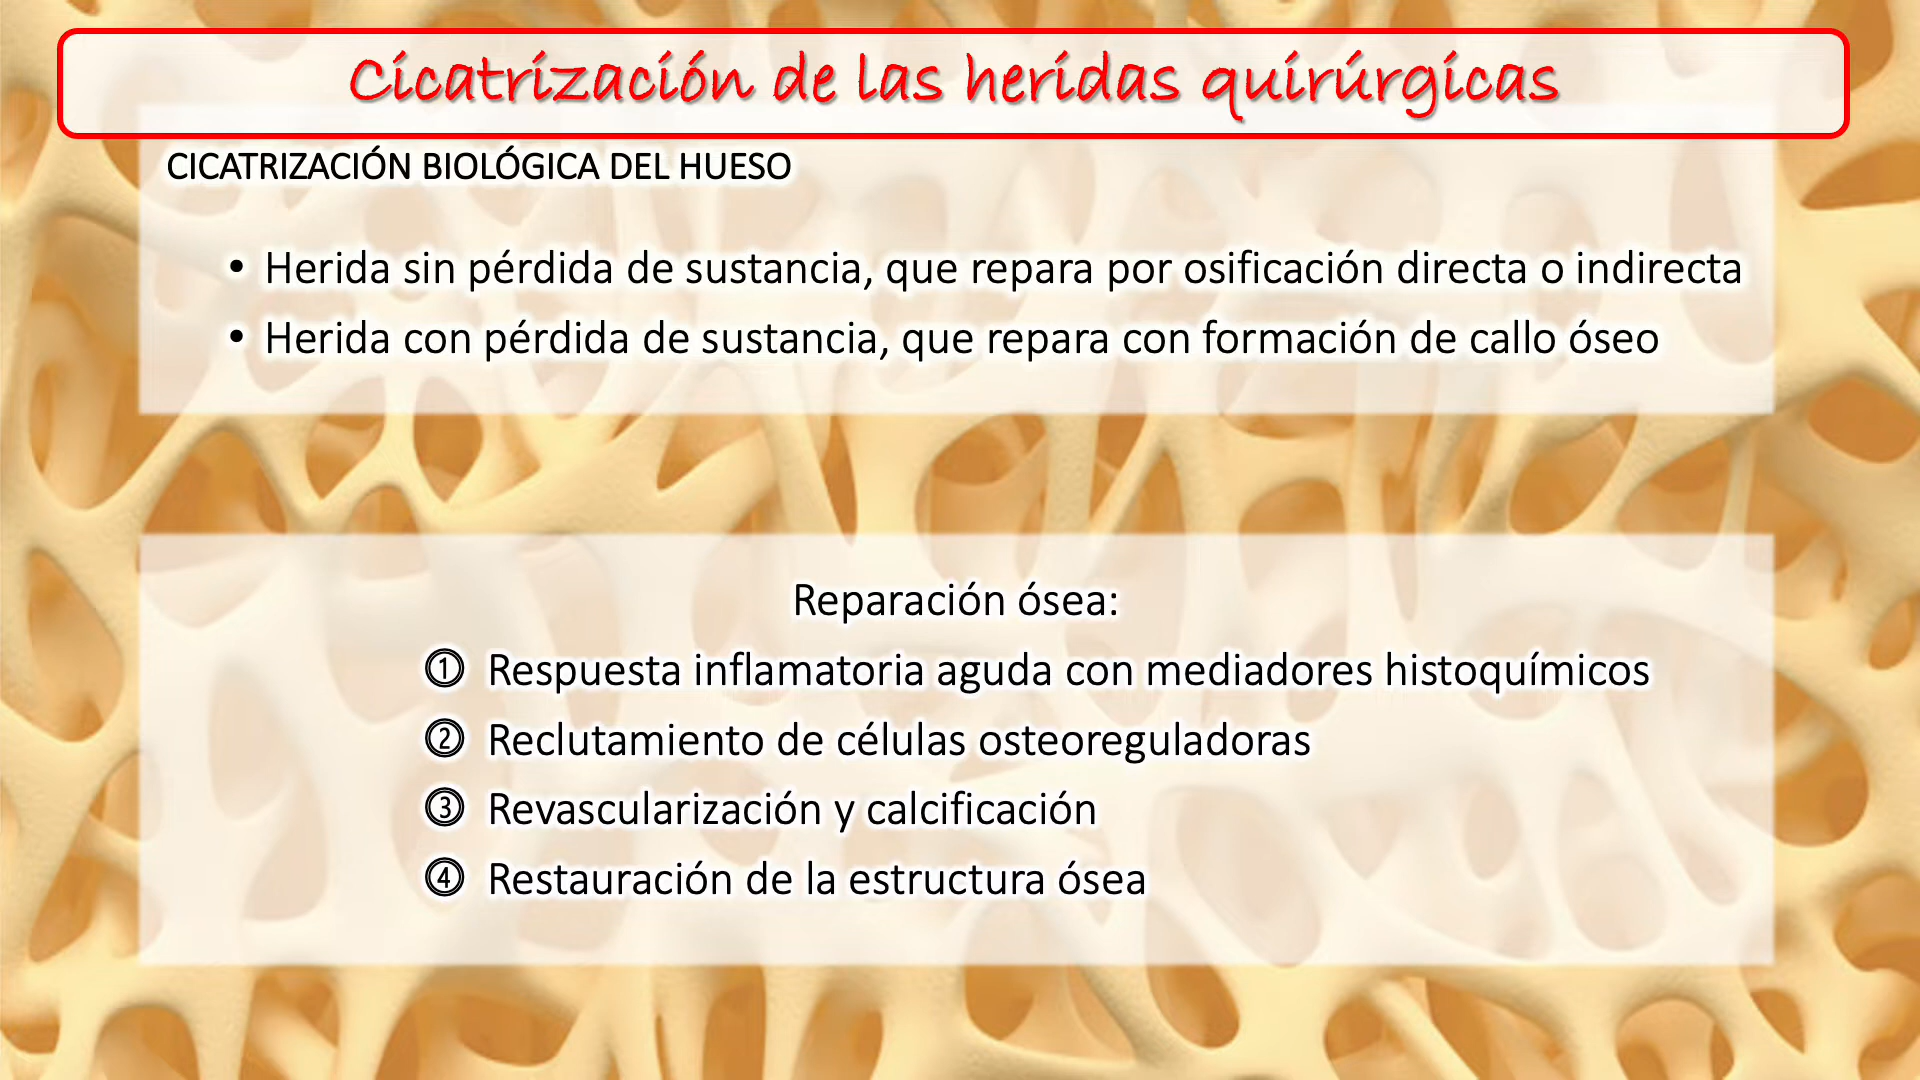 Cicatrización de las heridas quirúrgicas
CICATRIZACIÓN BIOLÓGICA DEL HUESO
• Herida sin pérdida de sustancia, que repara por osificación directa o indirecta
• Herida con pérdida de sustancia, que repara con formación de callo óseo
Reparación ósea:
① Respuesta inflamatoria aguda con mediadores histoquímicos
② Reclutamiento de células osteoreguladoras
③ Revascularización y calcificación
④ Restauración de la estructura ósea